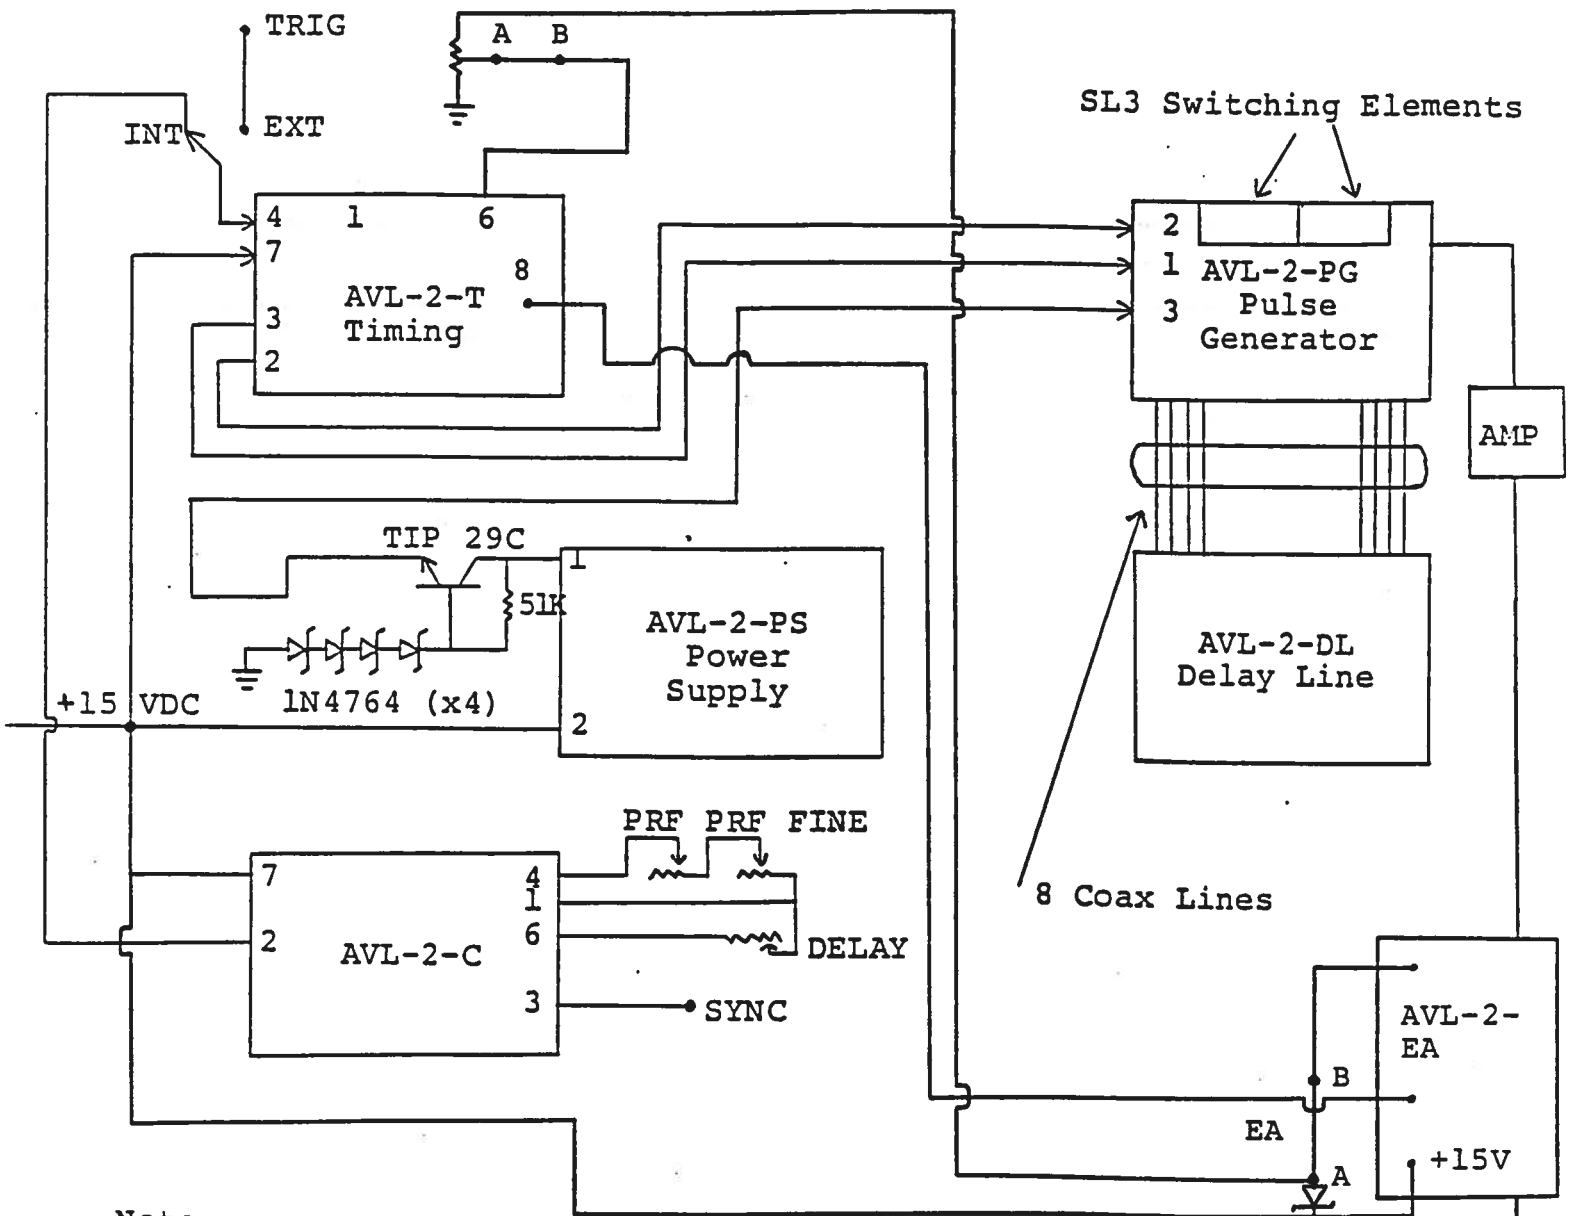 TRIG
A B
EXT
INT
SL3 Switching Elements
4 1 6
7
8
AVL-2-T
Timing
3
2
2
1
AVL-2-PG
Pulse
3
Generator
AMP
TIP 29C
1
51K
AVL-2-PS
Power
Supply
AVL-2-DL
Delay Line
1N4764 (x4)
+15 VDC
2
PRF PRF FINE
7
4
1
2
6
AVL-2-C
DELAY
3
SYNC
8 Coax Lines
AVL-2-
EA
B
EA
+15V
A